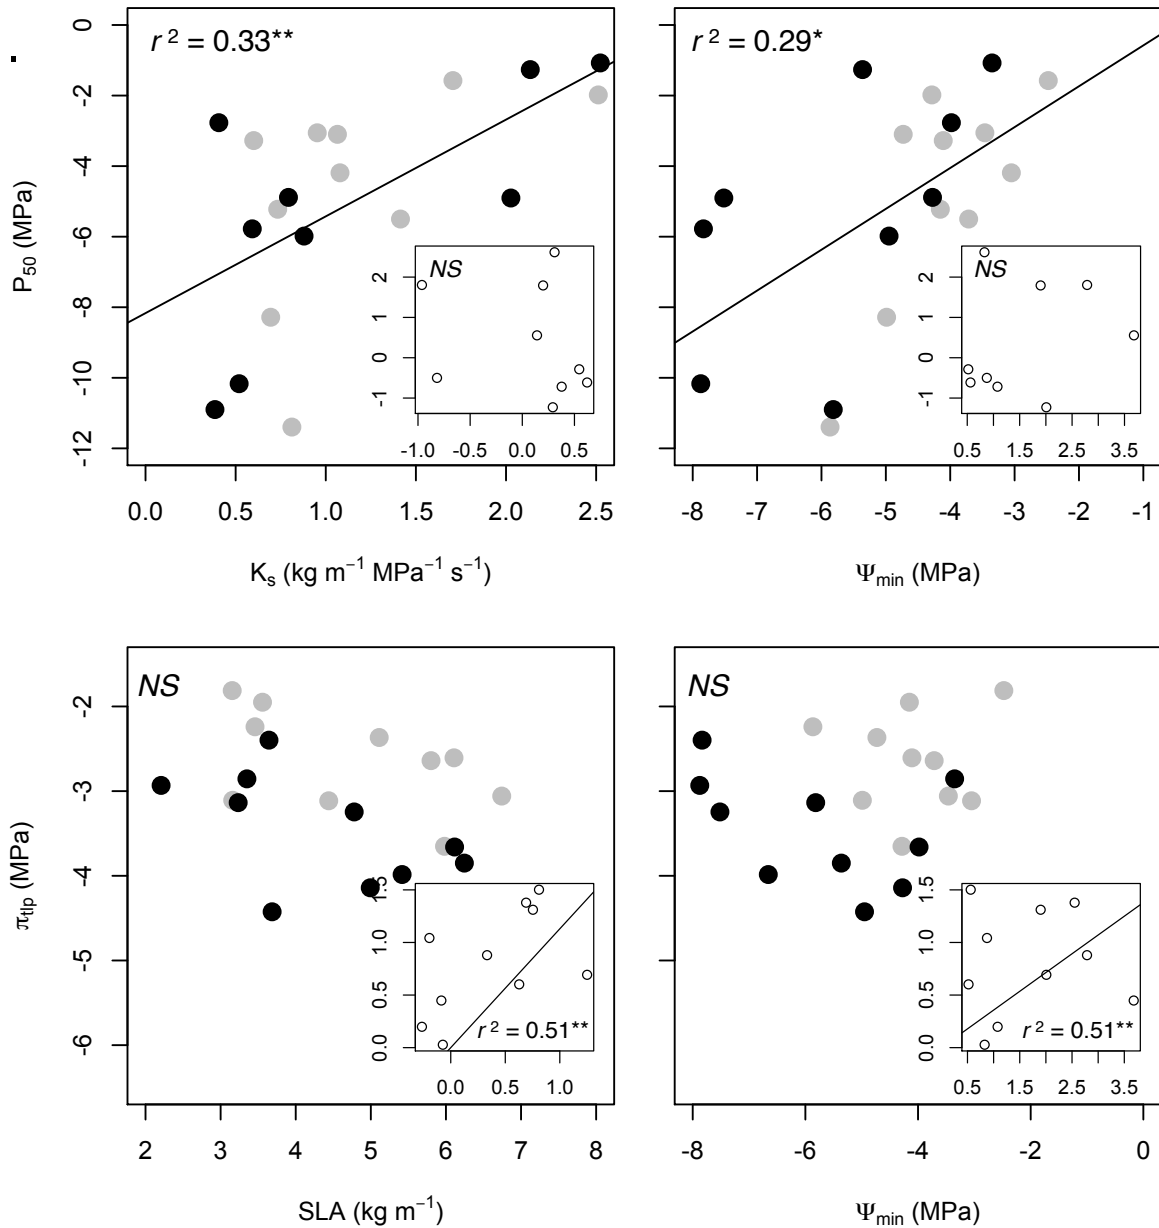 r² = 0.33**
P₅₀ (MPa)
0
-2
-4
-6
-8
-10
-12
NS
2
1
0
-1
-1.0 -0.5 0.0 0.5
0.0 0.5 1.0 1.5 2.0 2.5
Kₛ (kg m⁻¹ MPa⁻¹ s⁻¹)
r² = 0.29*
NS
2
1
0
-1
0.5 1.5 2.5 3.5
-8 -7 -6 -5 -4 -3 -2 -1
Ψmin (MPa)
NS
πtlp (MPa)
-2
-3
-4
-5
-6
1.5
1.0
0.5
0.0
r² = 0.51**
0.0 0.5 1.0
2 3 4 5 6 7 8
SLA (kg m⁻¹)
NS
1.5
1.0
0.5
0.0
r² = 0.51**
0.5 1.5 2.5 3.5
-8 -6 -4 -2 0
Ψmin (MPa)